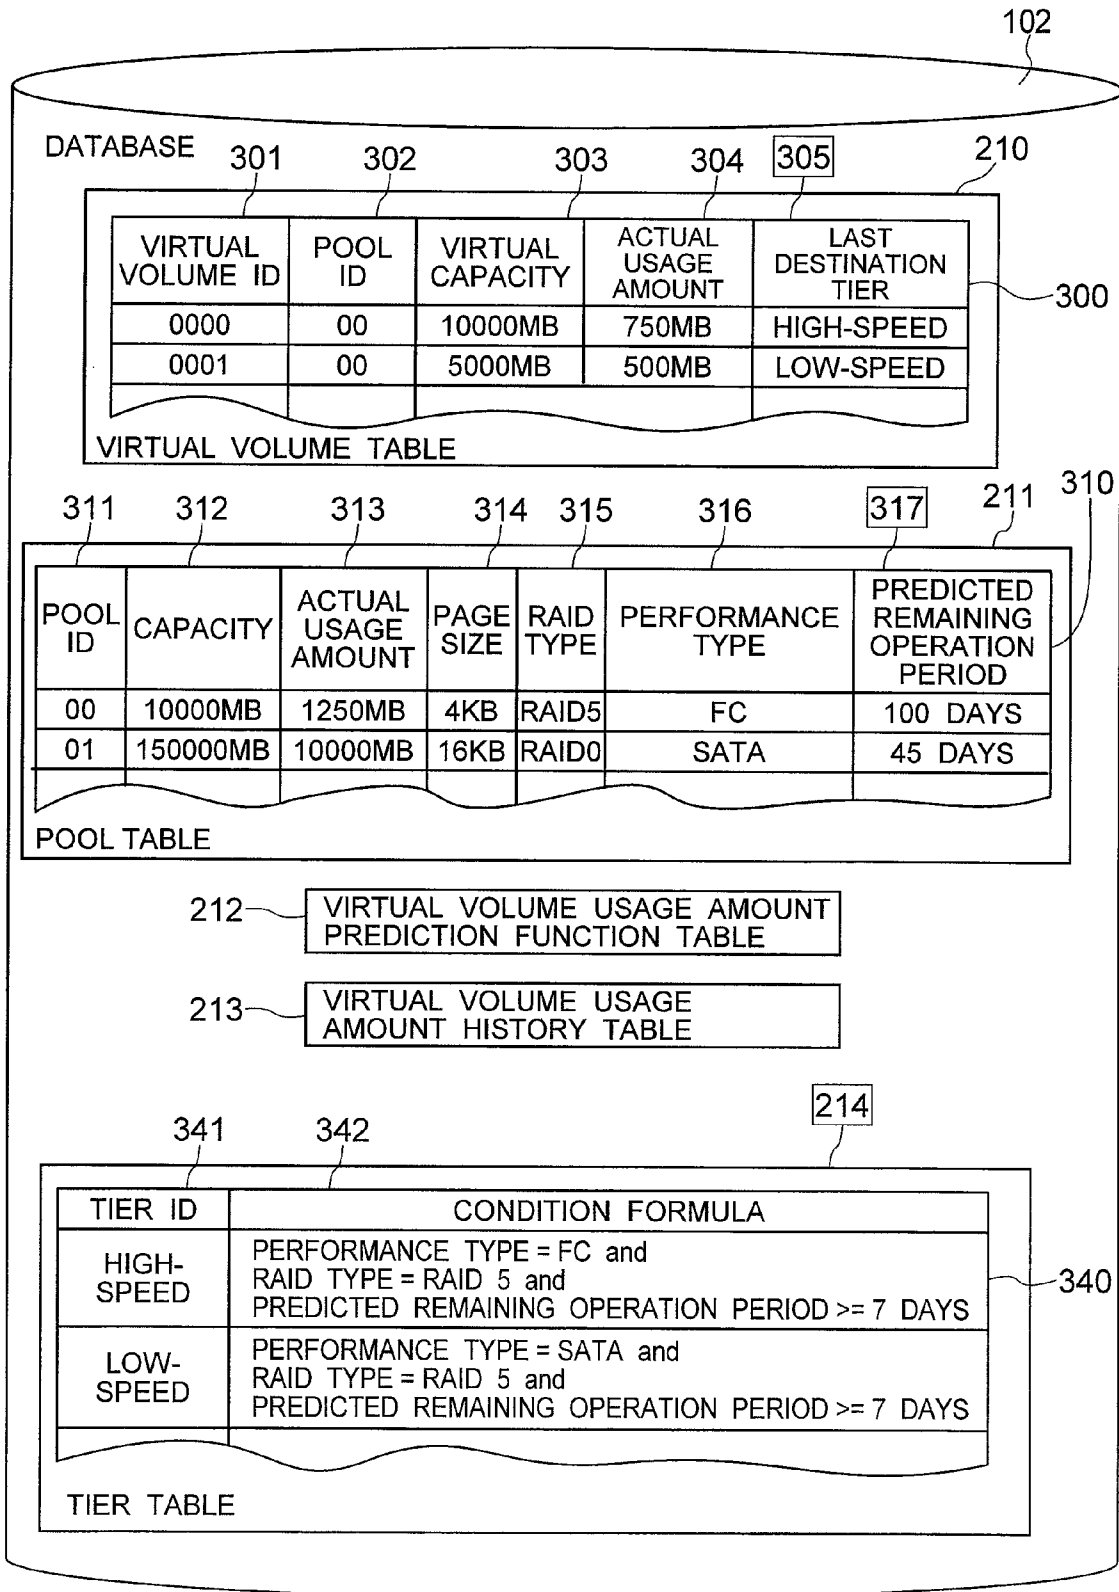 102
DATABASE
301 302 303 304 305 210
VIRTUAL VOLUME ID
POOL ID
VIRTUAL CAPACITY
ACTUAL USAGE AMOUNT
LAST DESTINATION TIER
300
0000 00 10000MB 750MB HIGH-SPEED
0001 00 5000MB 500MB LOW-SPEED
VIRTUAL VOLUME TABLE
311 312 313 314 315 316 317 211 310
POOL ID
CAPACITY
ACTUAL USAGE AMOUNT
PAGE SIZE
RAID TYPE
PERFORMANCE TYPE
PREDICTED REMAINING OPERATION PERIOD
00 10000MB 1250MB 4KB RAID5 FC 100 DAYS
01 150000MB 10000MB 16KB RAID0 SATA 45 DAYS
POOL TABLE
212
VIRTUAL VOLUME USAGE AMOUNT
PREDICTION FUNCTION TABLE
213
VIRTUAL VOLUME USAGE
AMOUNT HISTORY TABLE
214
341 342
TIER ID CONDITION FORMULA
HIGH-
SPEED
PERFORMANCE TYPE = FC and
RAID TYPE = RAID 5 and
PREDICTED REMAINING OPERATION PERIOD >= 7 DAYS
340
LOW-
SPEED
PERFORMANCE TYPE = SATA and
RAID TYPE = RAID 5 and
PREDICTED REMAINING OPERATION PERIOD >= 7 DAYS
TIER TABLE